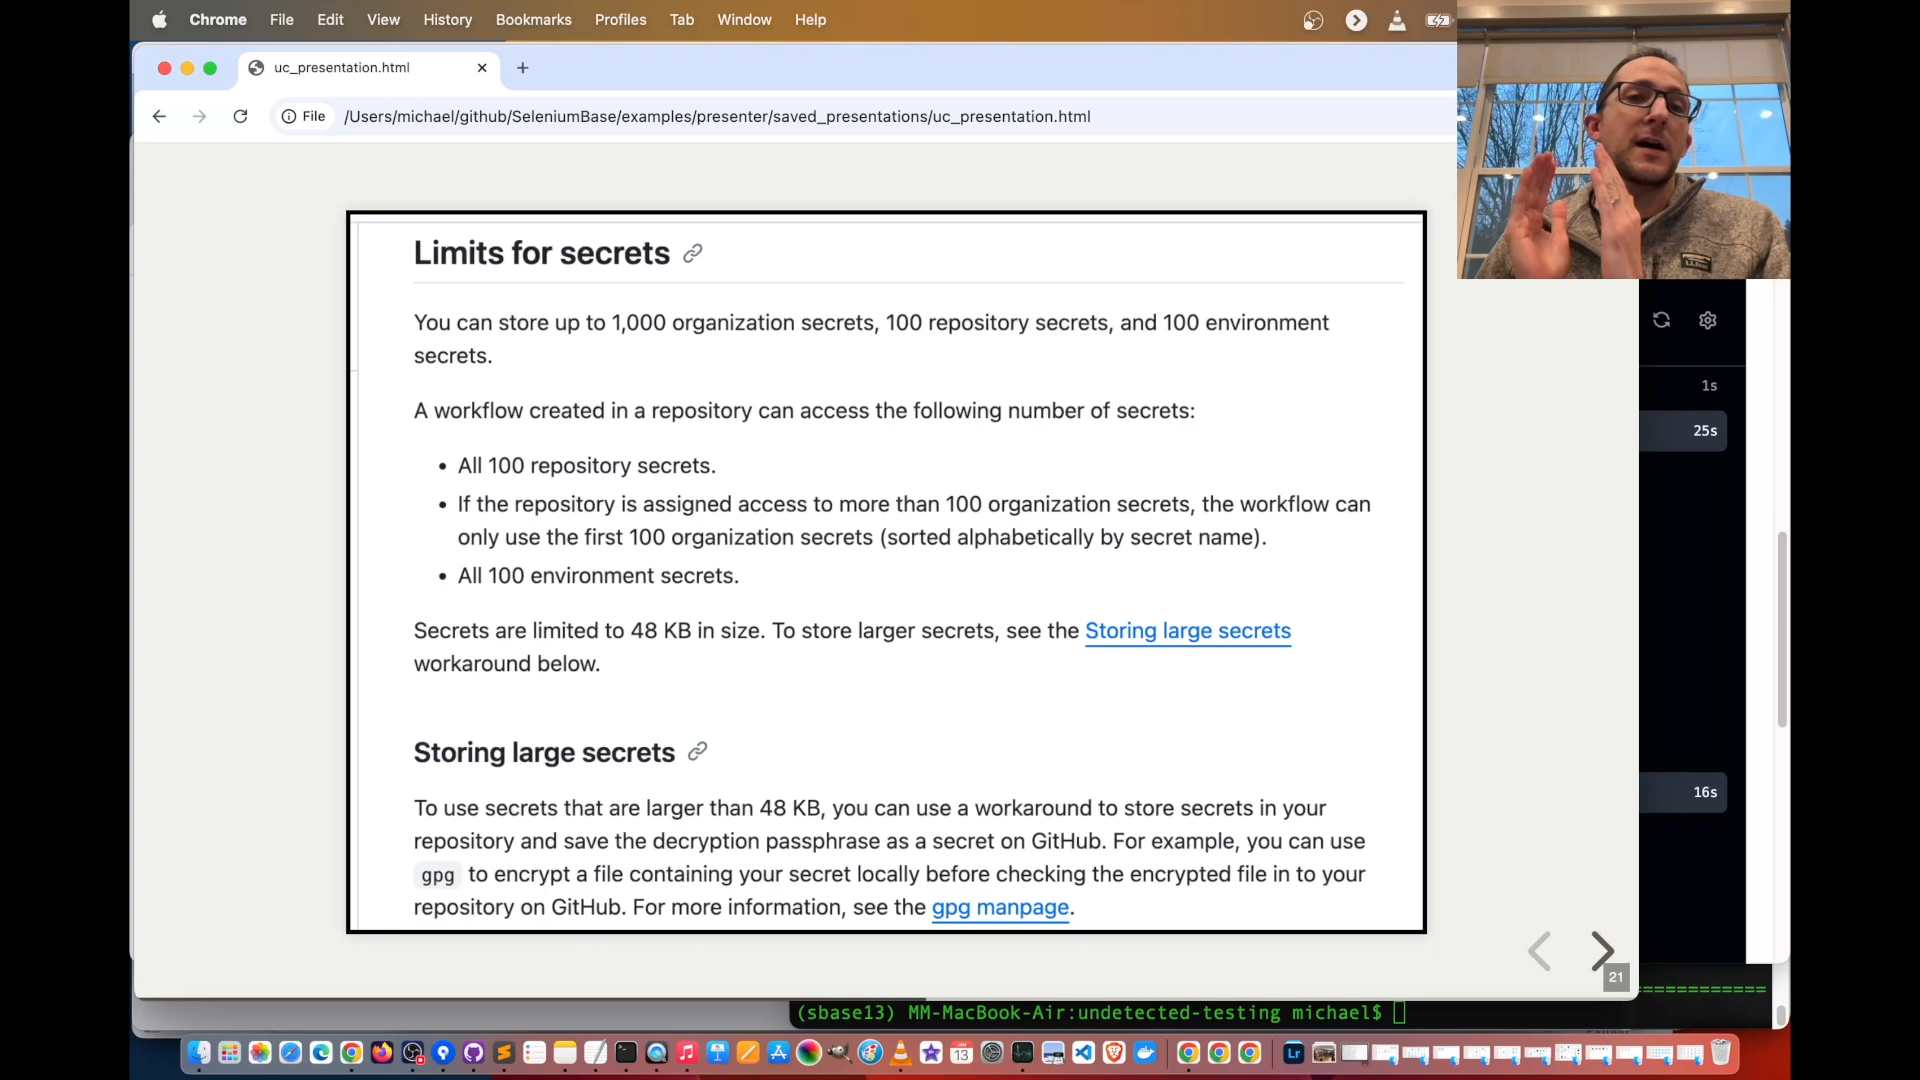 Chrome File Edit View History Bookmarks Profiles Tab Window Help
uc_presentation.html
File /Users/michael/github/SeleniumBase/examples/presenter/saved_presentations/uc_presentation.html
Limits for secrets
You can store up to 1,000 organization secrets, 100 repository secrets, and 100 environment
secrets.
A workflow created in a repository can access the following number of secrets:
• All 100 repository secrets.
• If the repository is assigned access to more than 100 organization secrets, the workflow can
only use the first 100 organization secrets (sorted alphabetically by secret name).
• All 100 environment secrets.
Secrets are limited to 48 KB in size. To store larger secrets, see the Storing large secrets
workaround below.
Storing large secrets
To use secrets that are larger than 48 KB, you can use a workaround to store secrets in your
repository and save the decryption passphrase as a secret on GitHub. For example, you can use
gpg to encrypt a file containing your secret locally before checking the encrypted file in to your
repository on GitHub. For more information, see the gpg manpage.
1s
25s
16s
21
============
(sbase13) MM-MacBook-Air:undetected-testing michael$
13
Lr